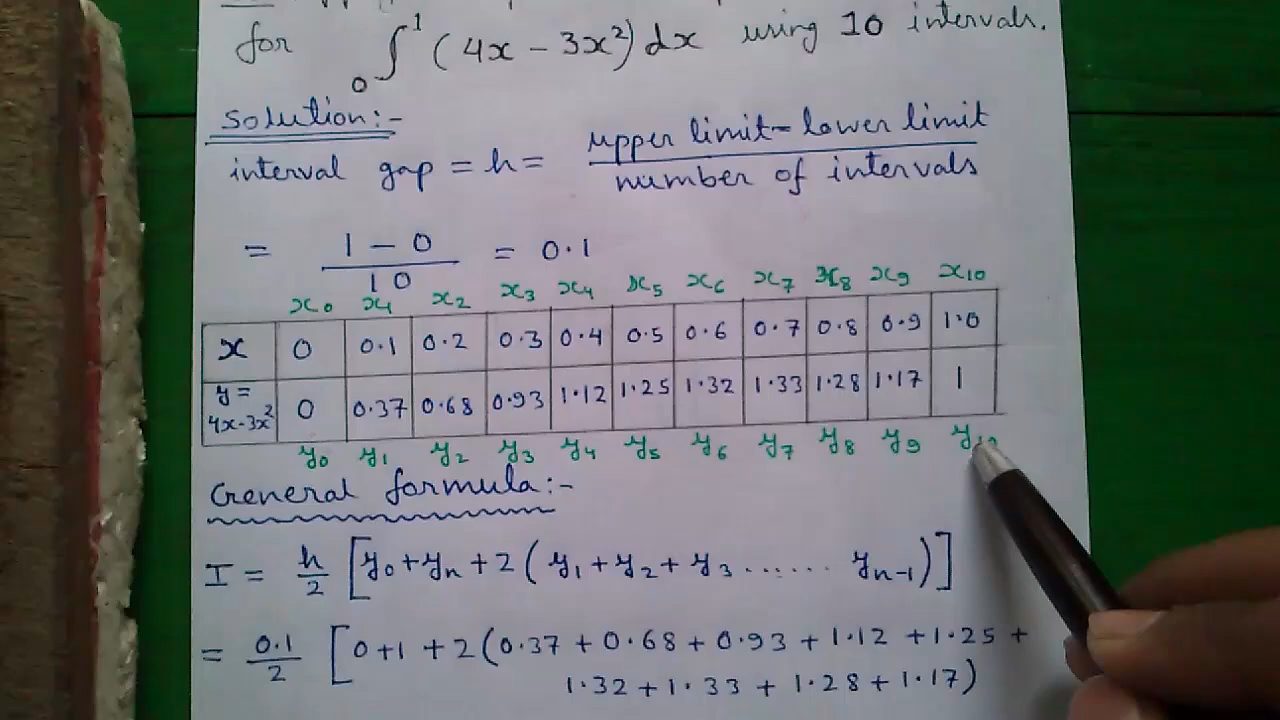 for ∫₀¹ (4x - 3x²) dx using 10 intervals.
Solution:-
interval gap = h = upper limit - lower limit / number of intervals
= 1 - 0 / 10 = 0.1
x₀ x₁ x₂ x₃ x₄ x₅ x₆ x₇ x₈ x₉ x₁₀
x 0 0.1 0.2 0.3 0.4 0.5 0.6 0.7 0.8 0.9 1.0
y = 4x-3x² 0 0.37 0.68 0.93 1.12 1.25 1.32 1.33 1.28 1.17 1
y₀ y₁ y₂ y₃ y₄ y₅ y₆ y₇ y₈ y₉ y₁₀
General formula:-
I = h/2 [y₀ + yₙ + 2 ( y₁ + y₂ + y₃ ...... yₙ₋₁)]
= 0.1/2 [0+1 + 2(0.37 + 0.68 + 0.93 + 1.12 + 1.25 +
1.32 + 1.33 + 1.28 + 1.17)